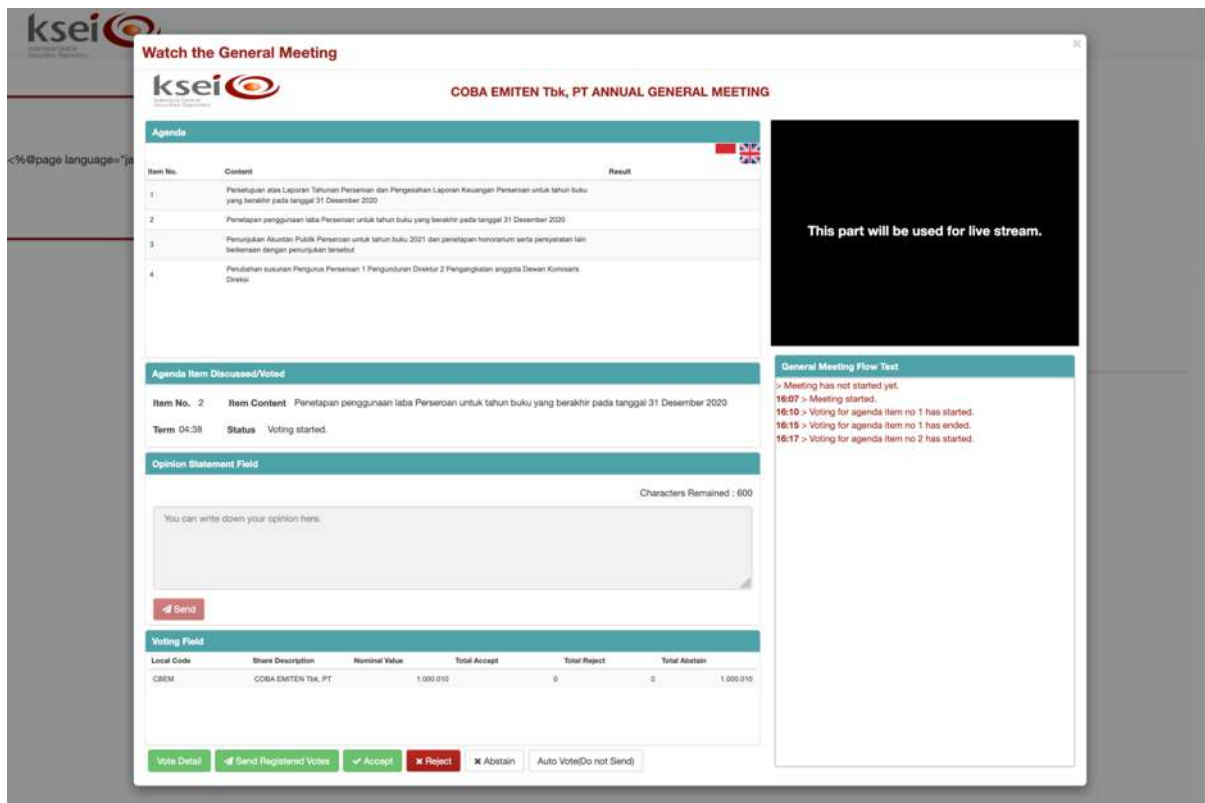 ksei
Indonesia Central
Securities Depository
<%@page language="ja
Watch the General Meeting
×
ksei
Indonesia Central
Securities Depository
COBA EMITEN Tbk, PT ANNUAL GENERAL MEETING
Agenda
Item No. Content Result
1 Persetujuan atas Laporan Tahunan Perseroan dan Pengesahan Laporan Keuangan Perseroan untuk tahun buku
yang berakhir pada tanggal 31 Desember 2020
2 Penetapan penggunaan laba Perseroan untuk tahun buku yang berakhir pada tanggal 31 Desember 2020
3 Penunjukan Akuntan Publik Perseroan untuk tahun buku 2021 dan penetapan honorarium serta persyaratan lain
berkenaan dengan penunjukan tersebut
4 Perubahan susunan Pengurus Perseroan 1 Pengunduran Direktur 2 Pengangkatan anggota Dewan Komisaris
Direksi
This part will be used for live stream.
Agenda Item Discussed/Voted
Item No. 2 Item Content Penetapan penggunaan laba Perseroan untuk tahun buku yang berakhir pada tanggal 31 Desember 2020
Term 04:38 Status Voting started.
Opinion Statement Field
Characters Remained : 600
You can write down your opinion here.
Send
General Meeting Flow Text
> Meeting has not started yet.
16:07 > Meeting started.
16:10 > Voting for agenda item no 1 has started.
16:15 > Voting for agenda item no 1 has ended.
16:17 > Voting for agenda item no 2 has started.
Voting Field
Local Code Share Description Nominal Value Total Accept Total Reject Total Abstain
CBEM COBA EMITEN Tbk, PT 1.000.010 0 0 1.000.010
Vote Detail Send Registered Votes Accept Reject Abstain Auto Vote(Do not Send)